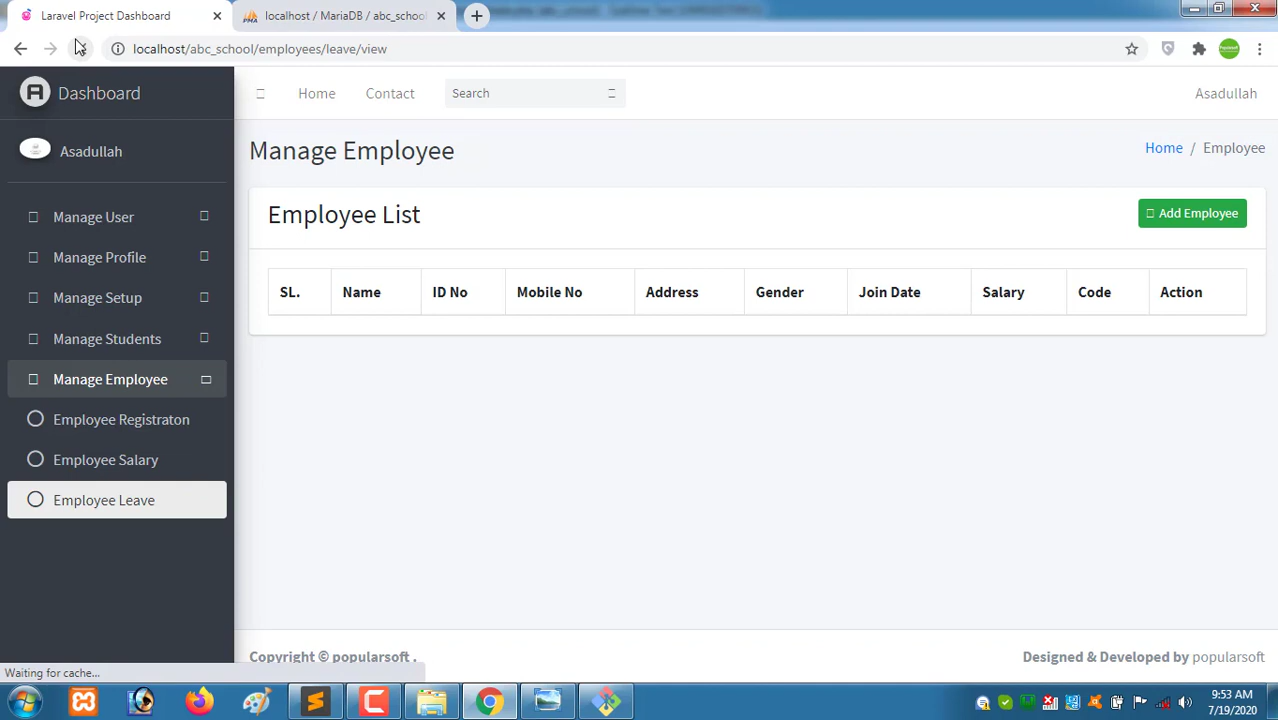 Laravel Project Dashboard
localhost / MariaDB / abc_schoo
localhost/abc_school/employees/leave/view
Dashboard
Home
Contact
Search
Asadullah
Asadullah
Manage Employee
Home / Employee
Manage User
Manage Profile
Manage Setup
Manage Students
Manage Employee
Employee Registraton
Employee Salary
Employee Leave
Employee List
Add Employee
SL. Name ID No Mobile No Address Gender Join Date Salary Code Action
Copyright © popularsoft .
Designed & Developed by popularsoft
Waiting for cache...
9:53 AM
7/19/2020